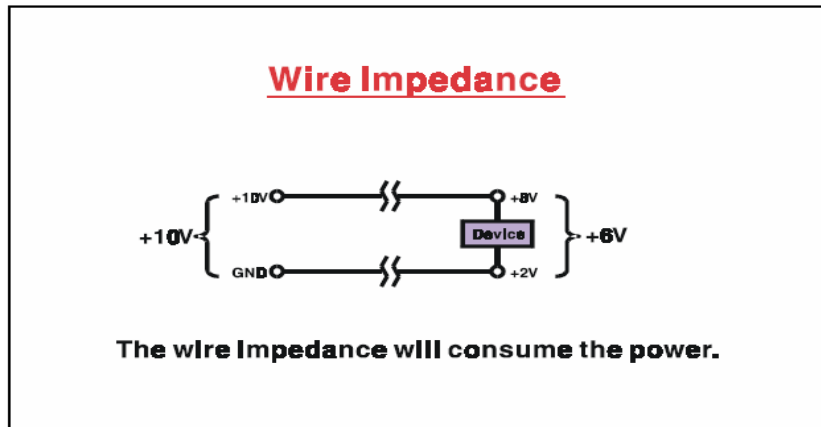 Wire Impedance
+10V
+8V
+10V
Device
+6V
GND
+2V
The wire impedance will consume the power.